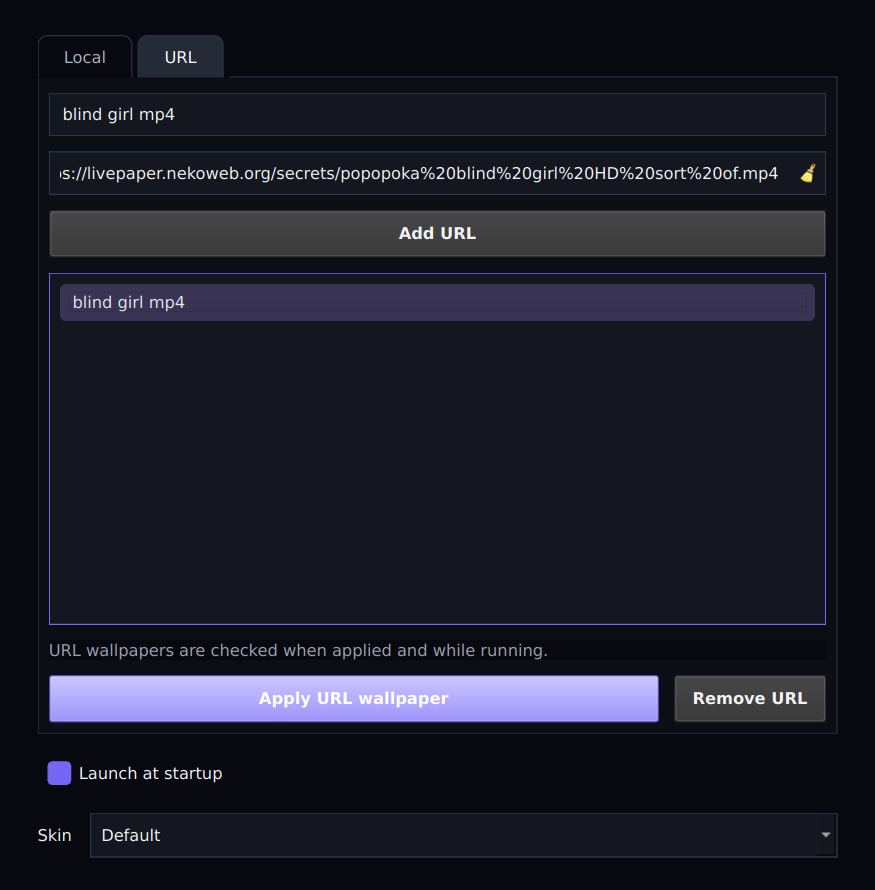 Local
URL
blind girl mp4
os://livepaper.nekoweb.org/secrets/popopoka%20blind%20girl%20HD%20sort%20of.mp4
Add URL
blind girl mp4
URL wallpapers are checked when applied and while running.
Apply URL wallpaper
Remove URL
Launch at startup
Skin
Default